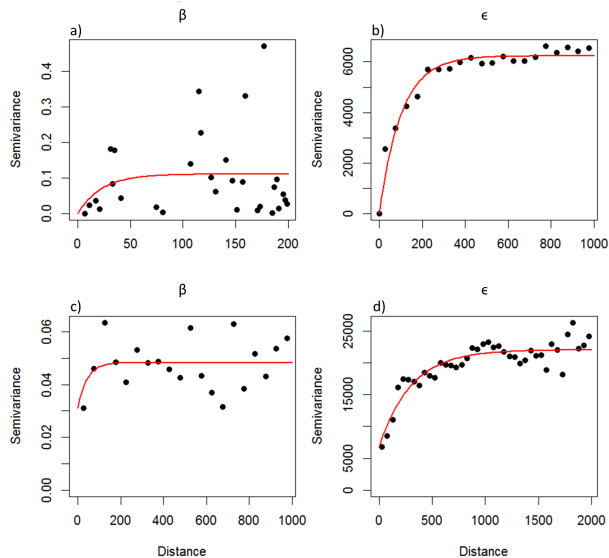 β
ϵ
a)
b)
Semivariance
0.0 0.1 0.2 0.3 0.4
0 50 100 150 200
Semivariance
0 2000 4000 6000
0 200 400 600 800 1000
β
ϵ
c)
d)
Semivariance
0.00 0.02 0.04 0.06
0 200 400 600 800 1000
Distance
Semivariance
0 5000 15000 25000
0 500 1000 1500 2000
Distance